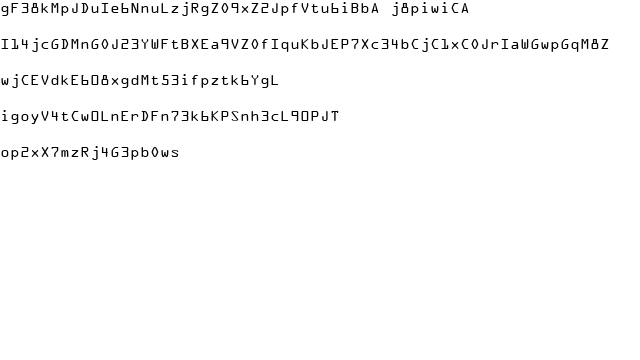 gF38kMpJDuIe6NnuLzjRgZ09xZ2JpfVtu6iBbA j8piwiCA
I14jcGDMnG0J23YWFtBXEa9VZ0fIquKbJEP7Xc34bCjC1xC0JrIaWGwpGqM8Z
wjCEVdkE6O8xgdMt53ifpztk6YgL
igoyV4tCwOLnErDFn73k6KPSnh3cL9OPJT
op2xX7mzRj4G3pb0ws